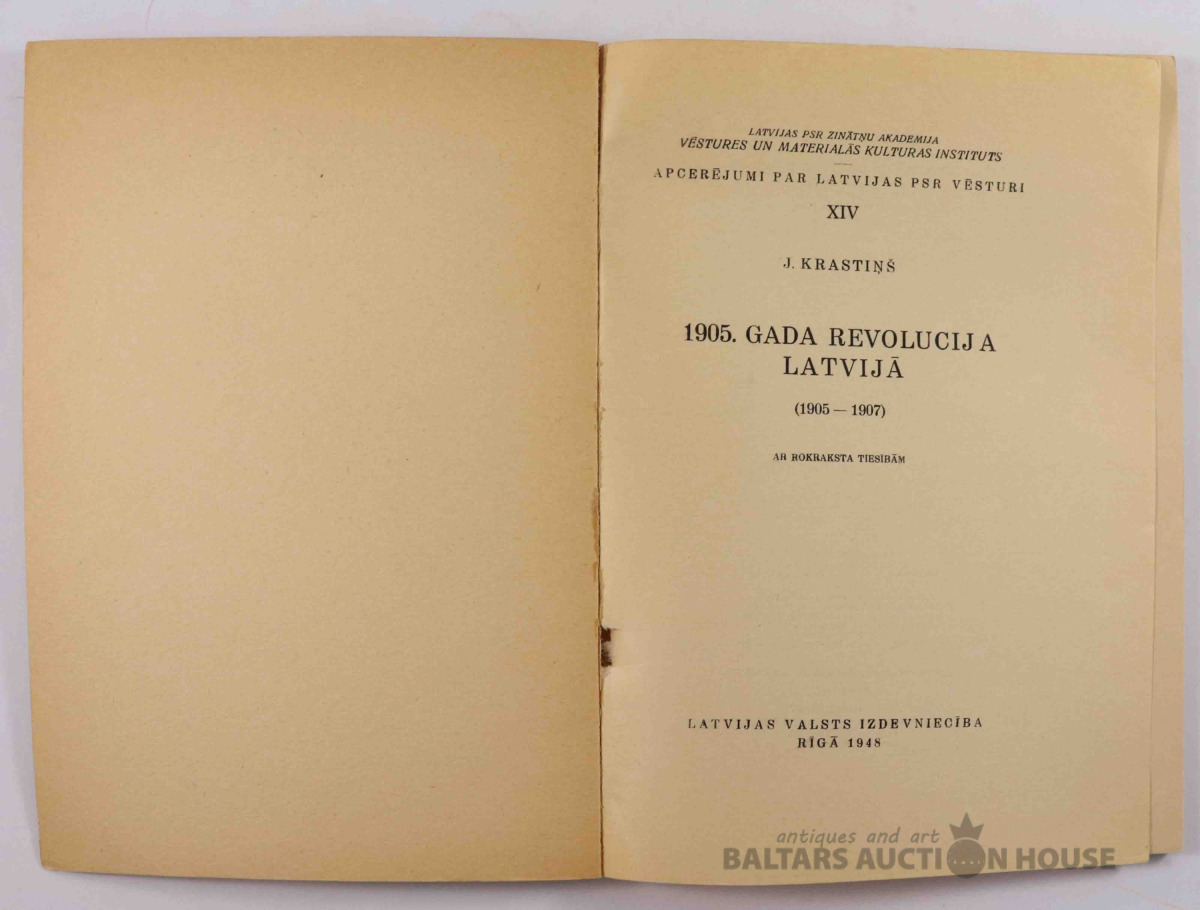 LATVIJAS PSR ZINĀTŅU AKADEMIJA
VĒSTURES UN MATERIALĀS KULTURAS INSTITUTS
APCERĒJUMI PAR LATVIJAS PSR VĒSTURI
XIV
J. KRASTIŅŠ
1905. GADA REVOLUCIJA
LATVIJĀ
(1905 — 1907)
AR ROKRAKSTA TIESĪBĀM
LATVIJAS VALSTS IZDEVNIECĪBA
RĪGĀ 1948
antiques and art
BALTARS AUCTION HOUSE